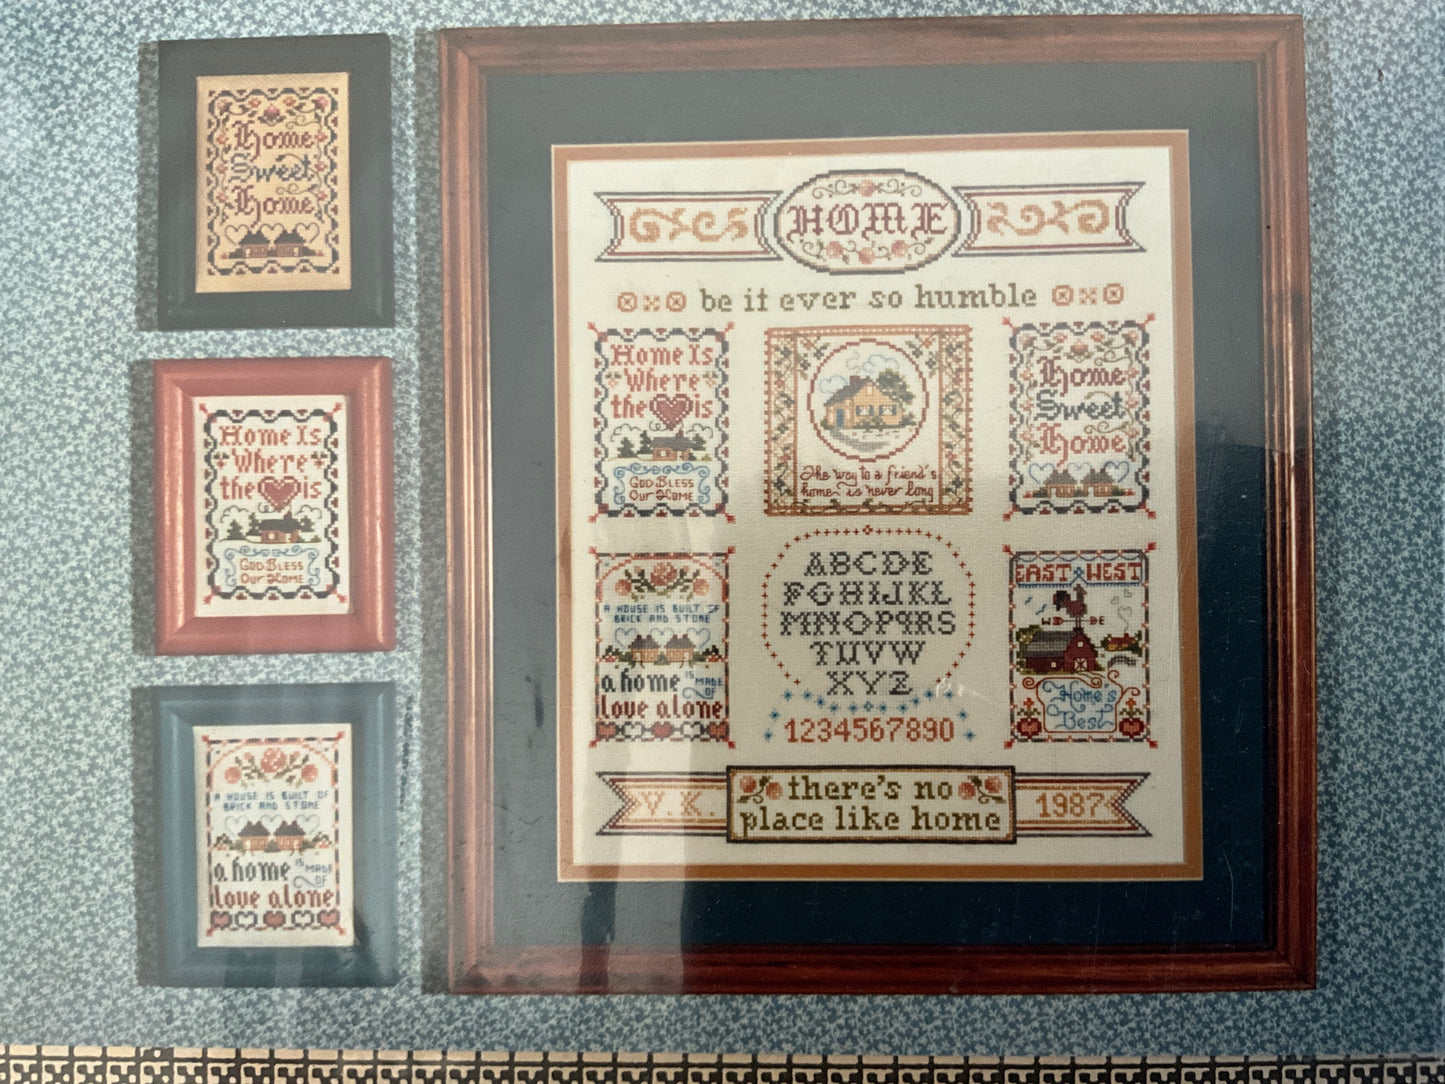 Home
Sweet
Home
Home Is
Where
the is
God Bless
Our Home
A HOUSE IS BUILT OF
BRICK AND STONE
a home IS MADE OF
love alone
HOME
be it ever so humble
Home Is
Where
the is
God Bless
Our Home
the way to a friend's
home is never long
Home
Sweet
Home
A HOUSE IS BUILT OF
BRICK AND STONE
a home IS MADE OF
love alone
ABCDE
FGHIJKL
MNOPQRS
TUVW
XYZ
1234567890
EAST WEST
W E
Home's
Best
V.K.
there's no
place like home
1987